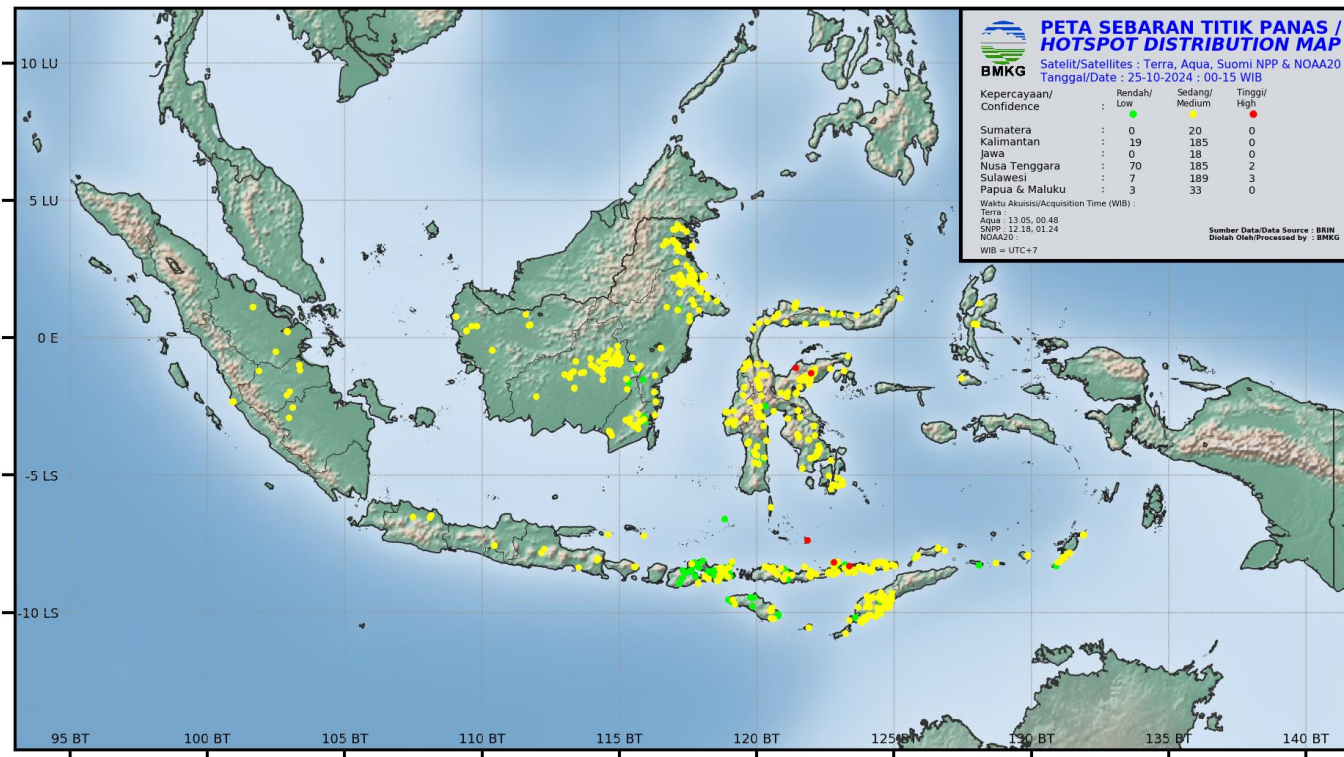 PETA SEBARAN TITIK PANAS /
HOTSPOT DISTRIBUTION MAP
Satelit/Satellites : Terra, Aqua, Suomi NPP & NOAA20
Tanggal/Date : 25-10-2024 : 00-15 WIB
BMKG
Kepercayaan/ Rendah/ Sedang/ Tinggi/
Confidence : Low Medium High
Sumatera : 0 20 0
Kalimantan : 19 185 0
Jawa : 0 18 0
Nusa Tenggara : 70 185 2
Sulawesi : 7 189 3
Papua & Maluku : 3 33 0
Waktu Akuisisi/Acquisition Time (WIB) :
Terra :
Aqua : 13.05, 00.48
SNPP : 12.18, 01.24
NOAA20 :
WIB = UTC+7
Sumber Data/Data Source : BRIN
Diolah Oleh/Processed by : BMKG
10 LU
5 LU
0 E
-5 LS
-10 LS
95 BT 100 BT 105 BT 110 BT 115 BT 120 BT 125 BT 130 BT 135 BT 140 BT